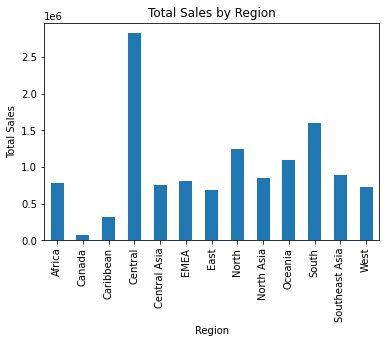 Total Sales by Region
1e6
Total Sales
2.5
2.0
1.5
1.0
0.5
0.0
Africa
Canada
Caribbean
Central
Central Asia
EMEA
East
North
North Asia
Oceania
South
Southeast Asia
West
Region